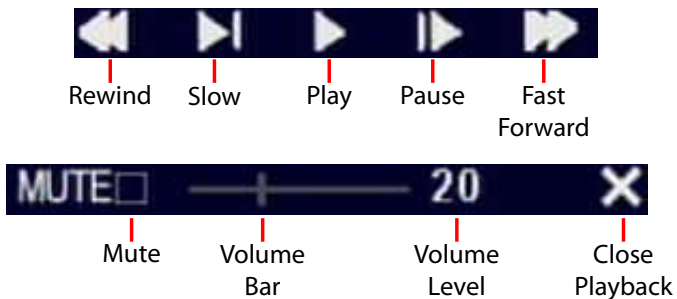 Rewind Slow Play Pause Fast
Forward
MUTE 20
Mute Volume Volume Close
Bar Level Playback